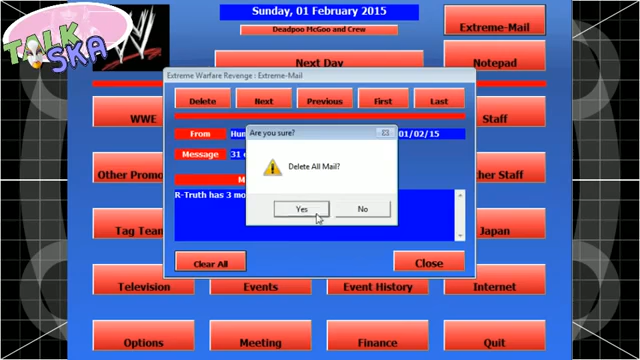 TALK
SKA
Sunday, 01 February 2015
Deadpoo McGoo and Crew
Extreme-Mail
Next Day
Notepad
Extreme Warfare Revenge : Extreme-Mail
Delete
Next
Previous
First
Last
WWE
Staff
From
Hum
01/02/15
Are you sure?
Message
31 e
Delete All Mail?
Other Promo
her Staff
M
R-Truth has 3 mo
Yes
No
Tag Team
Japan
Clear All
Close
Television
Events
Event History
Internet
Options
Meeting
Finance
Quit